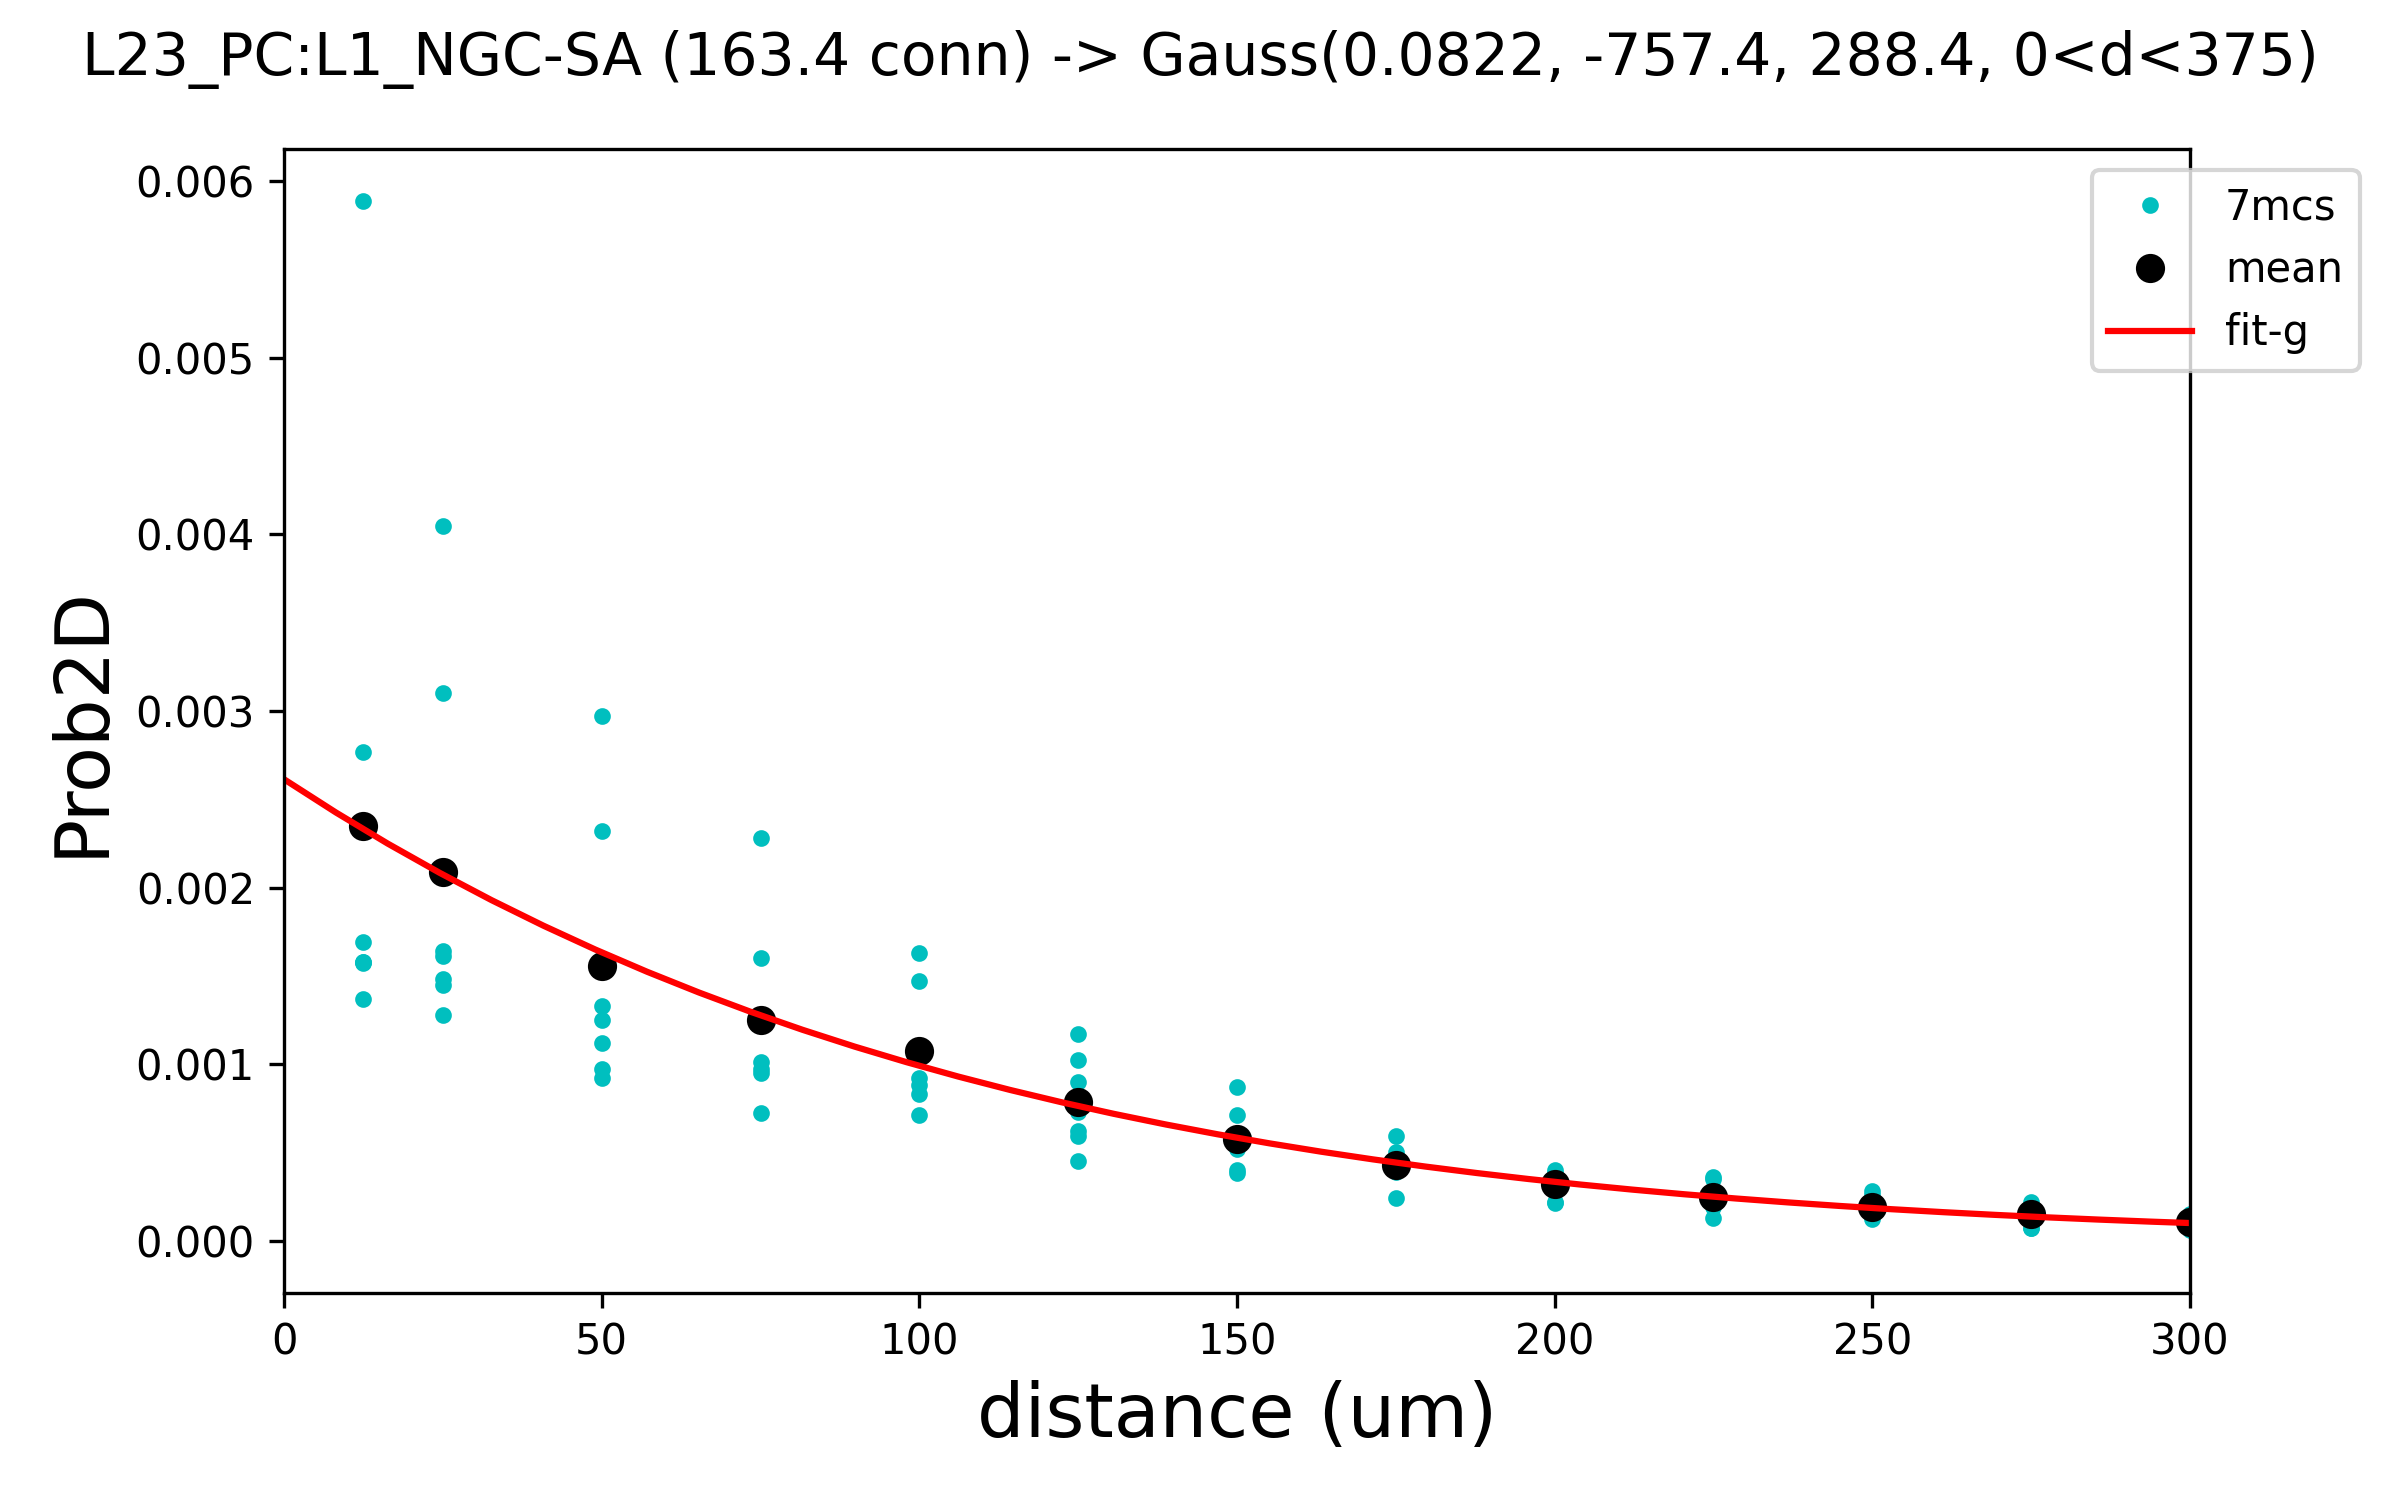 L23_PC:L1_NGC-SA (163.4 conn) -> Gauss(0.0822, -757.4, 288.4, 0<d<375)
7mcs
mean
fit-g
Prob2D
0.006
0.005
0.004
0.003
0.002
0.001
0.000
0 50 100 150 200 250 300
distance (um)